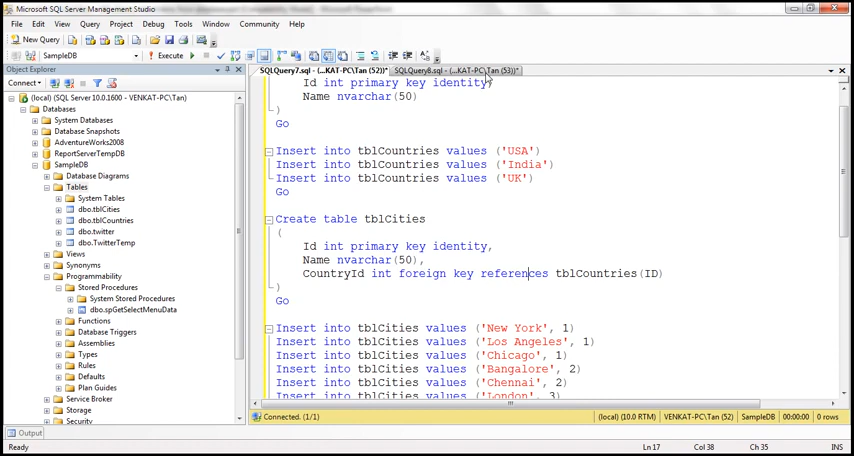 Microsoft SQL Server Management Studio
File Edit View Query Project Debug Tools Window Community Help
New Query
SampleDB Execute
Object Explorer
Connect
(local) (SQL Server 10.0.1600 - VENKAT-PC\Tan)
Databases
System Databases
Database Snapshots
AdventureWorks2008
ReportServerTempDB
SampleDB
Database Diagrams
Tables
System Tables
dbo.tblCities
dbo.tblCountries
dbo.twitter
dbo.TwitterTemp
Views
Synonyms
Programmability
Stored Procedures
System Stored Procedures
dbo.spGetSelectMenuData
Functions
Database Triggers
Assemblies
Types
Rules
Defaults
Plan Guides
Service Broker
Storage
Security
SQLQuery7.sql - (...KAT-PC\Tan (52))* SQLQuery8.sql - (...KAT-PC\Tan (53))*
Id int primary key identity,
Name nvarchar(50)
)
Go
Insert into tblCountries values ('USA')
Insert into tblCountries values ('India')
Insert into tblCountries values ('UK')
Go
Create table tblCities
(
Id int primary key identity,
Name nvarchar(50),
CountryId int foreign key references tblCountries(ID)
)
Go
Insert into tblCities values ('New York', 1)
Insert into tblCities values ('Los Angeles', 1)
Insert into tblCities values ('Chicago', 1)
Insert into tblCities values ('Bangalore', 2)
Insert into tblCities values ('Chennai', 2)
Insert into tblCities values ('London', 3)
Connected. (1/1) (local) (10.0 RTM) VENKAT-PC\Tan (52) SampleDB 00:00:00 0 rows
Output
Ready Ln 17 Col 38 Ch 35 INS